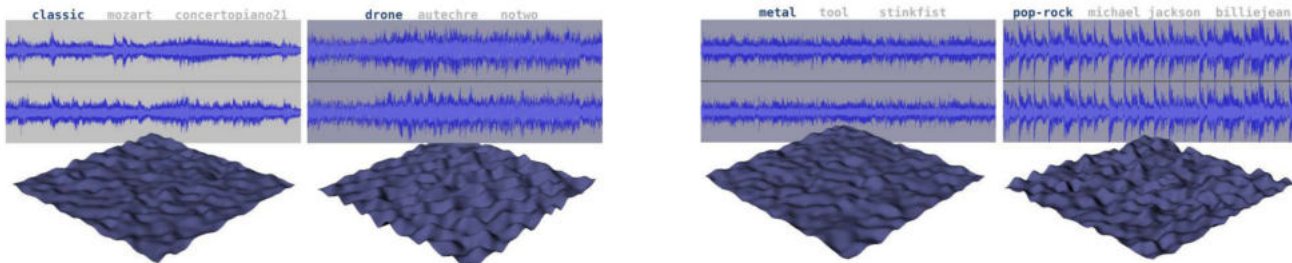 classic mozart concertopiano21
drone autechre notwo
metal tool stinkfist
pop-rock michael jackson billiejean